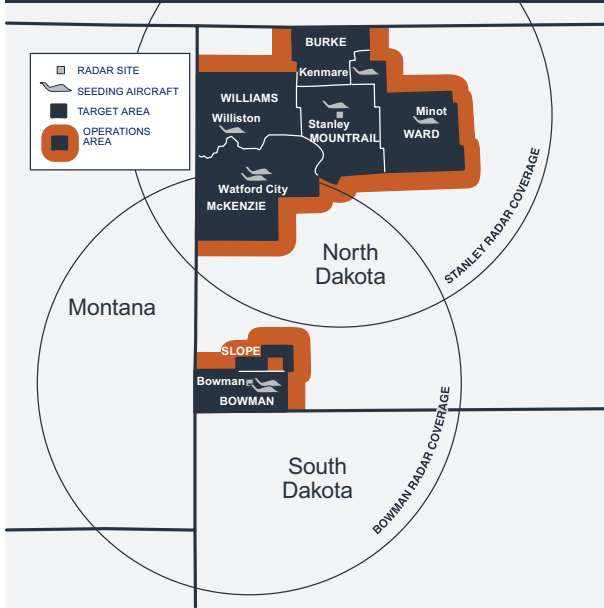 RADAR SITE
SEEDING AIRCRAFT
TARGET AREA
OPERATIONS
AREA
BURKE
Kenmare
WILLIAMS
Williston
Stanley
MOUNTRAIL
Minot
WARD
Watford City
McKENZIE
STANLEY RADAR COVERAGE
North
Dakota
Montana
SLOPE
Bowman
BOWMAN
BOWMAN RADAR COVERAGE
South
Dakota